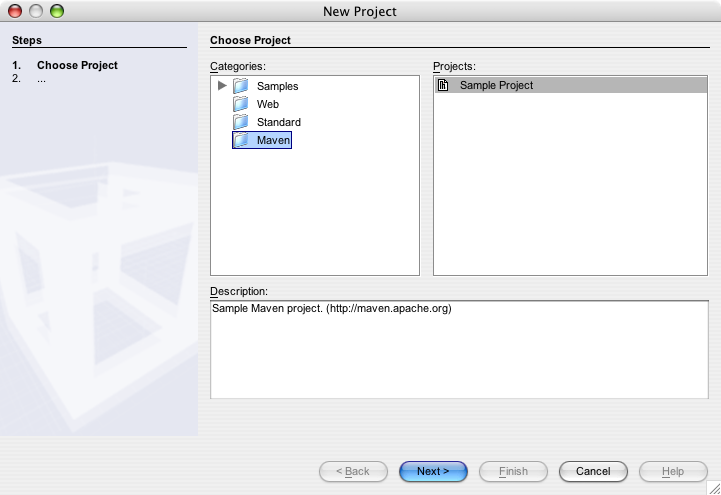 New Project
Steps
1. Choose Project
2. ...
Choose Project
Categories:
Samples
Web
Standard
Maven
Projects:
Sample Project
Description:
Sample Maven project. (http://maven.apache.org)
< Back
Next >
Finish
Cancel
Help